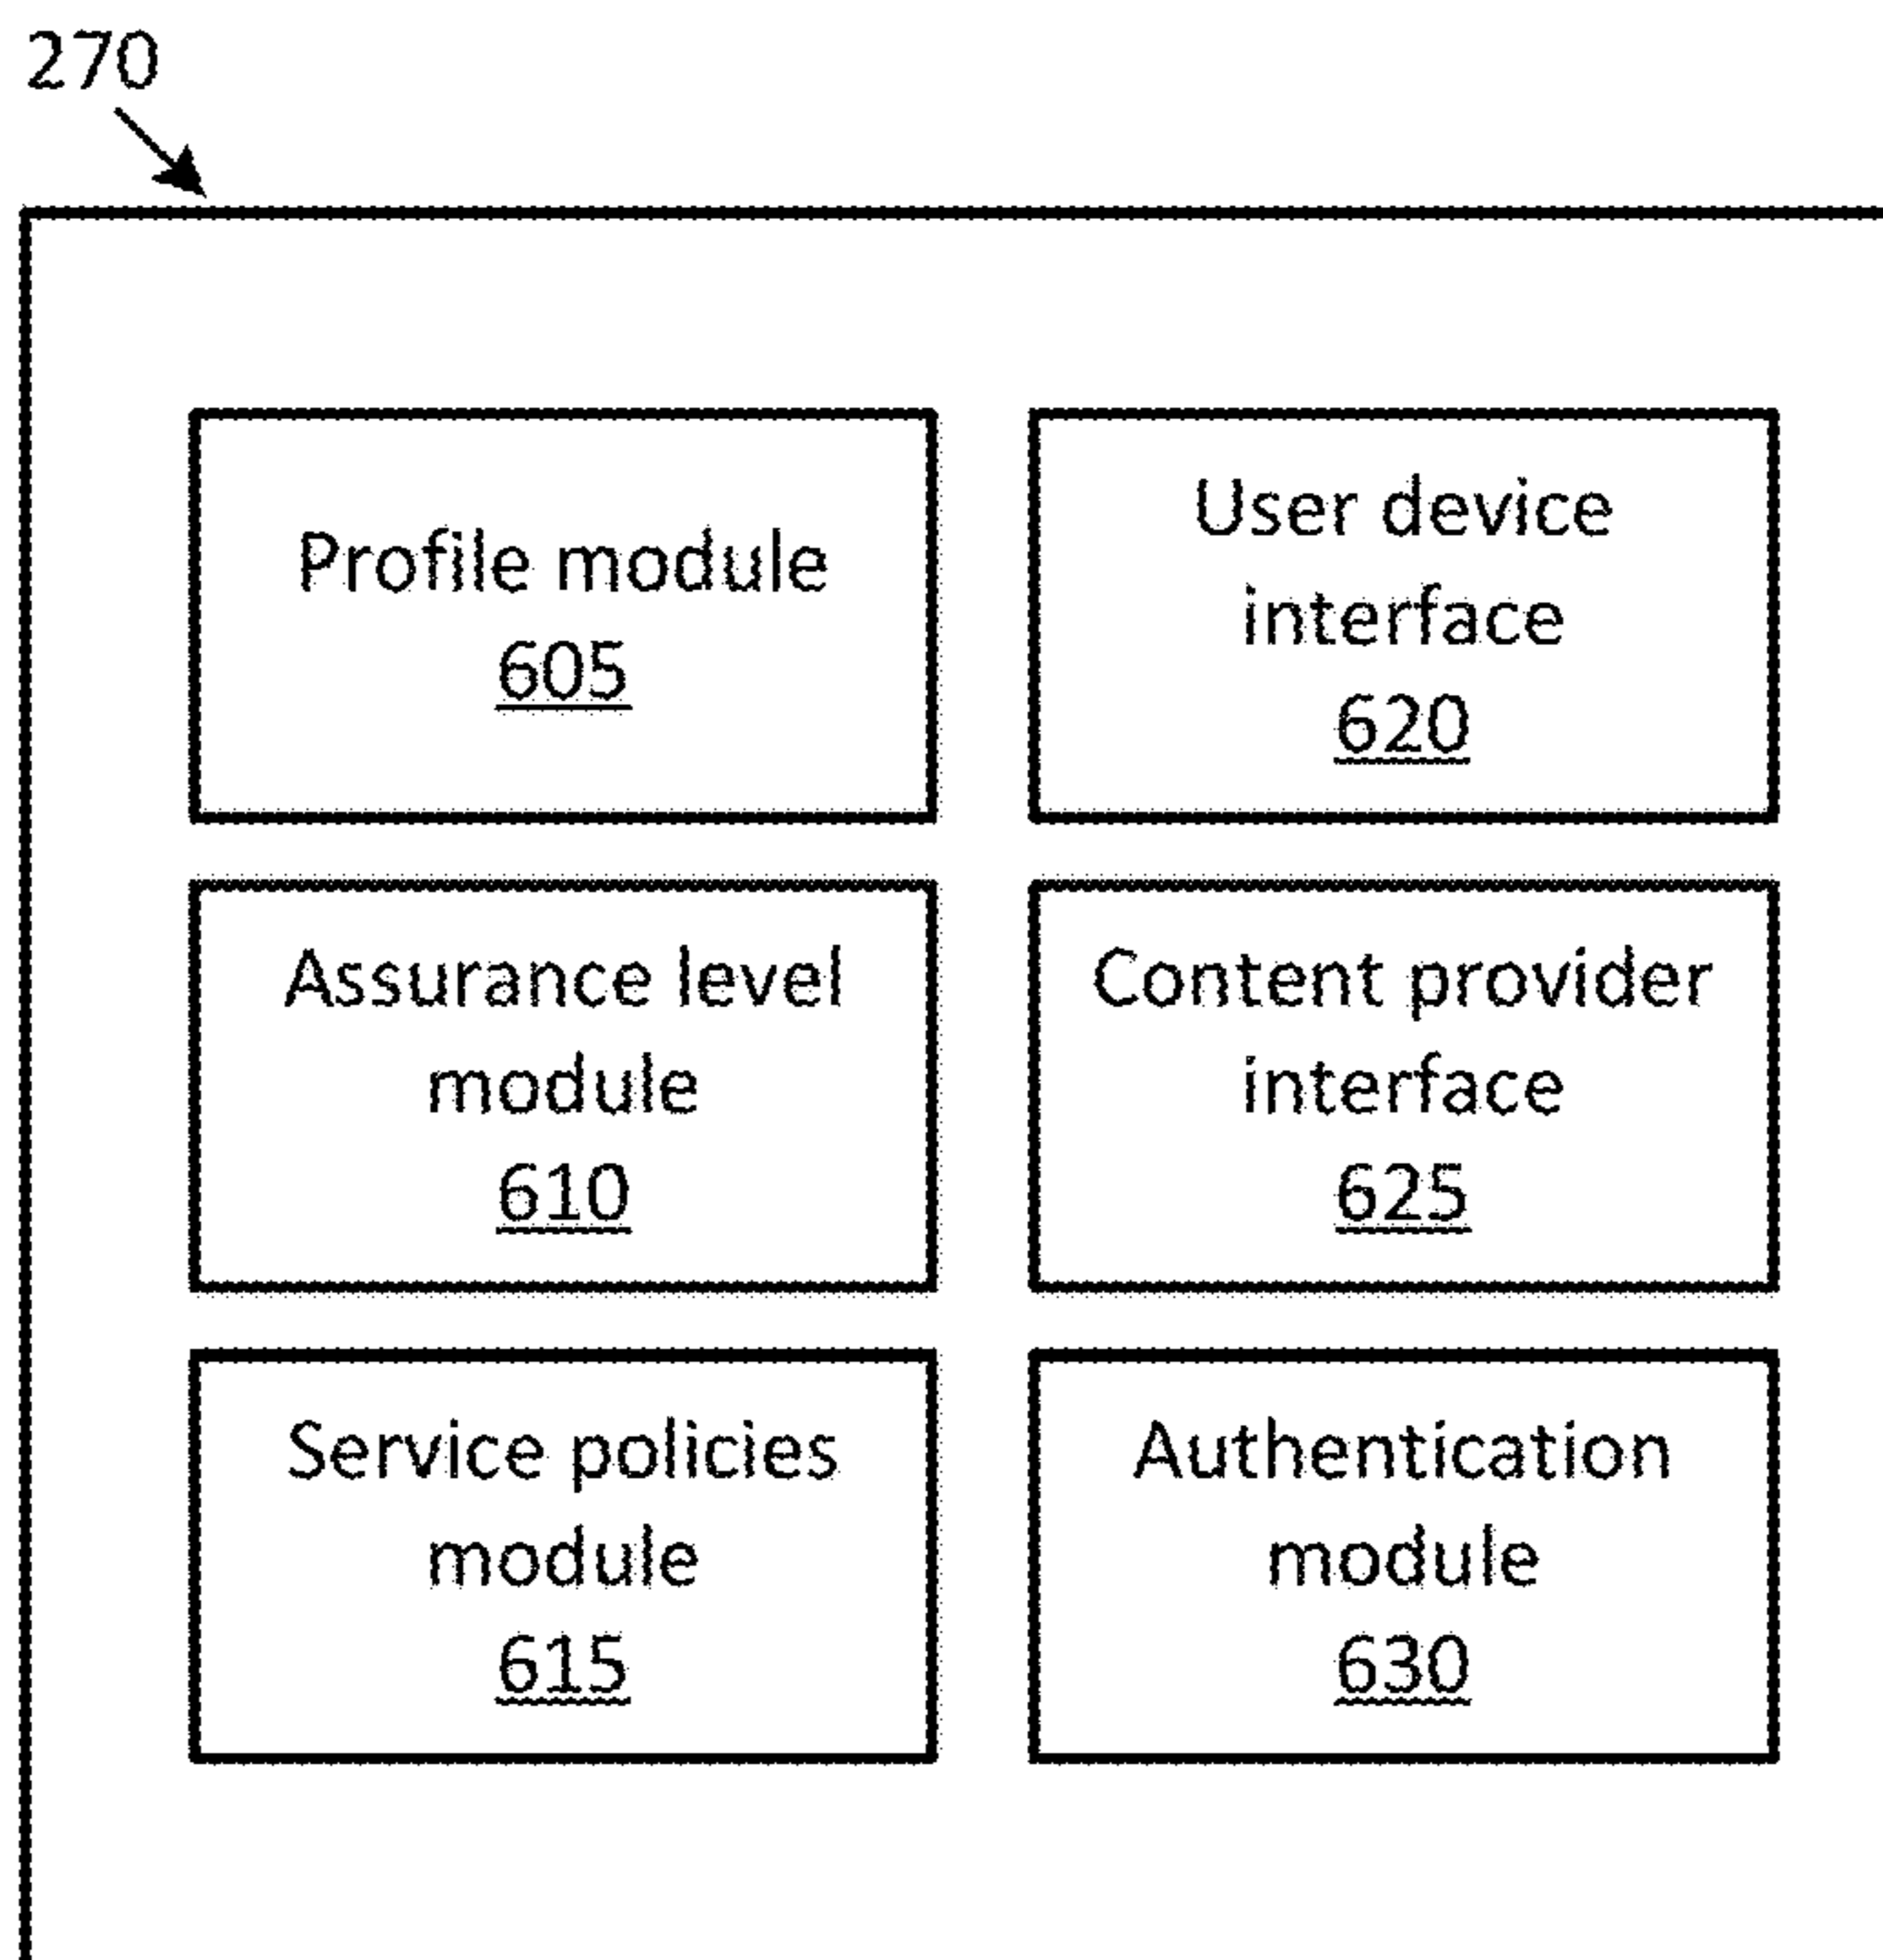 270
Profile module
605
User device
interface
620
Assurance level
module
610
Content provider
interface
625
Service policies
module
615
Authentication
module
630